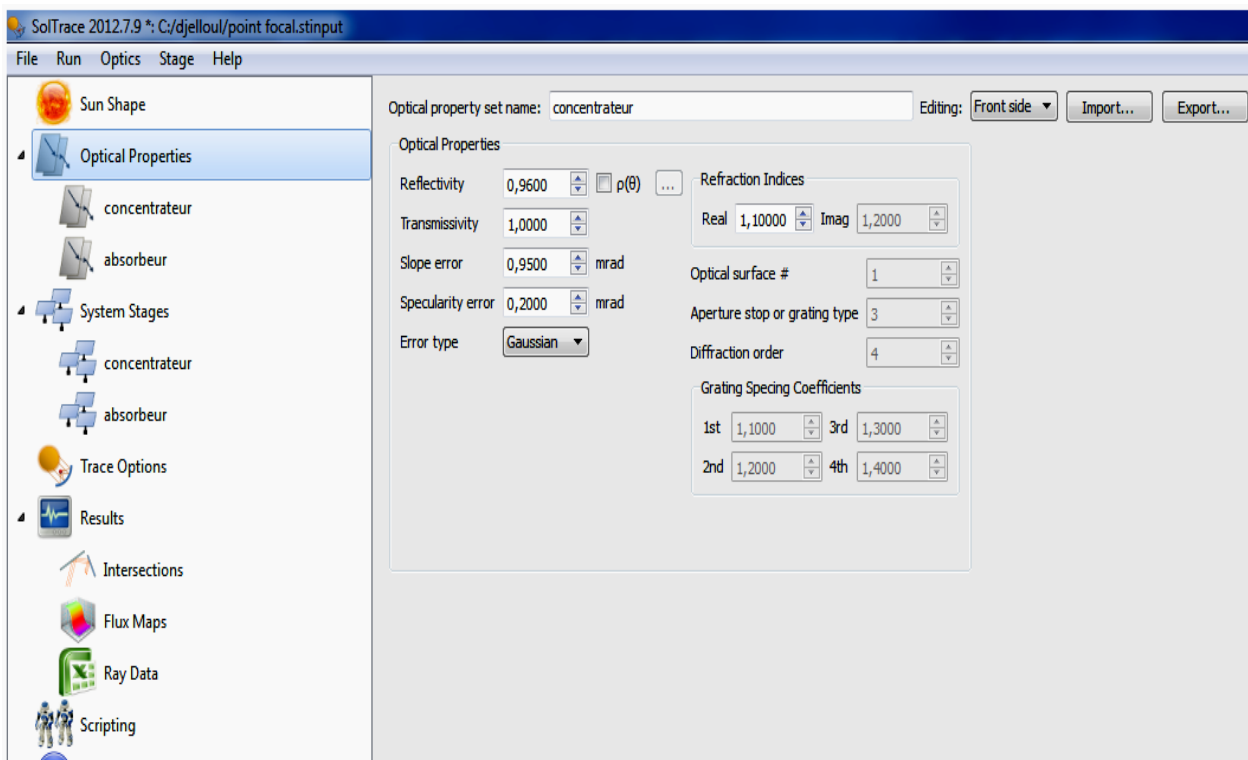 SolTrace 2012.7.9 *: C:/djelloul/point focal.stinput
File Run Optics Stage Help
Sun Shape
Optical Properties
concentrateur
absorbeur
System Stages
concentrateur
absorbeur
Trace Options
Results
Intersections
Flux Maps
Ray Data
Scripting
Optical property set name: concentrateur Editing: Front side Import... Export...
Optical Properties
Reflectivity 0,9600 ρ(θ) ...
Transmissivity 1,0000
Slope error 0,9500 mrad
Specularity error 0,2000 mrad
Error type Gaussian
Refraction Indices
Real 1,10000 Imag 1,2000
Optical surface # 1
Aperture stop or grating type 3
Diffraction order 4
Grating Specing Coefficients
1st 1,1000 3rd 1,3000
2nd 1,2000 4th 1,4000